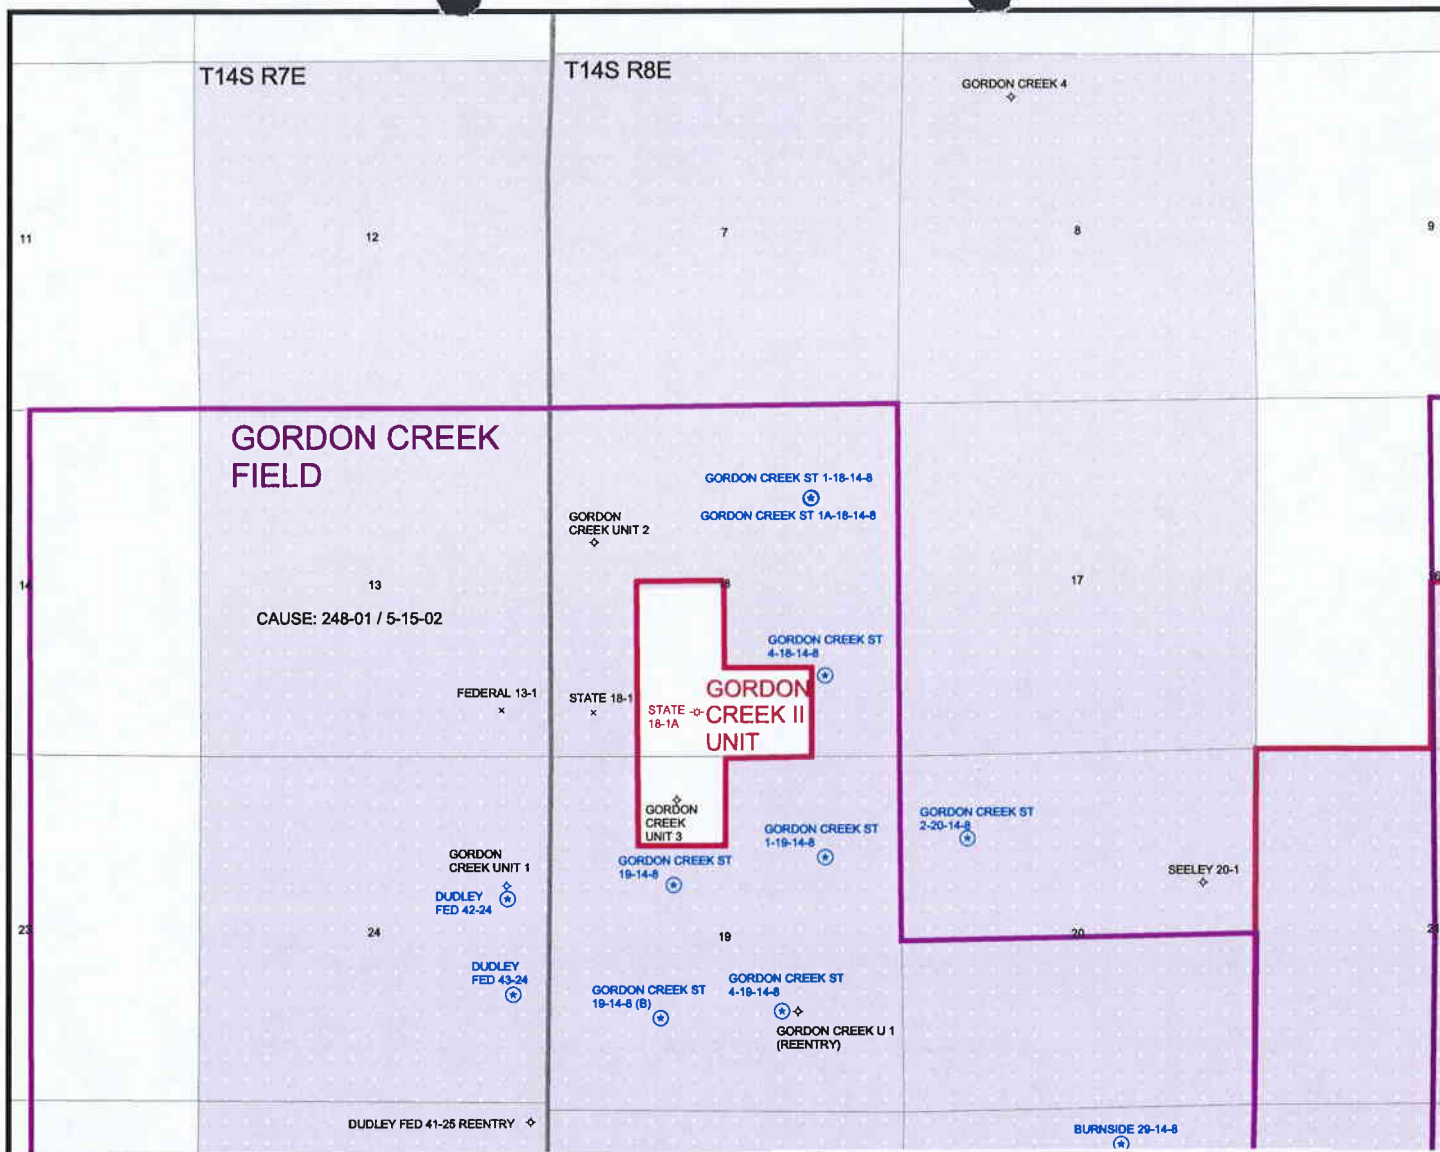 T14S R7E
T14S R8E
GORDON CREEK 4
11
12
7
8
9
GORDON CREEK
FIELD
GORDON CREEK ST 1-18-14-8
GORDON CREEK ST 1A-18-14-8
GORDON
CREEK UNIT 2
14
13
18
17
16
CAUSE: 248-01 / 5-15-02
GORDON CREEK ST
4-18-14-8
FEDERAL 13-1
STATE 18-1
STATE
18-1A
GORDON
CREEK II
UNIT
GORDON
CREEK
UNIT 3
GORDON CREEK ST
2-20-14-8
GORDON CREEK ST
1-19-14-8
GORDON
CREEK UNIT 1
GORDON CREEK ST
19-14-8
SEELEY 20-1
DUDLEY
FED 42-24
23
24
19
20
21
DUDLEY
FED 43-24
GORDON CREEK ST
19-14-8 (B)
GORDON CREEK ST
4-19-14-8
GORDON CREEK U 1
(REENTRY)
DUDLEY FED 41-25 REENTRY
BURNSIDE 29-14-8